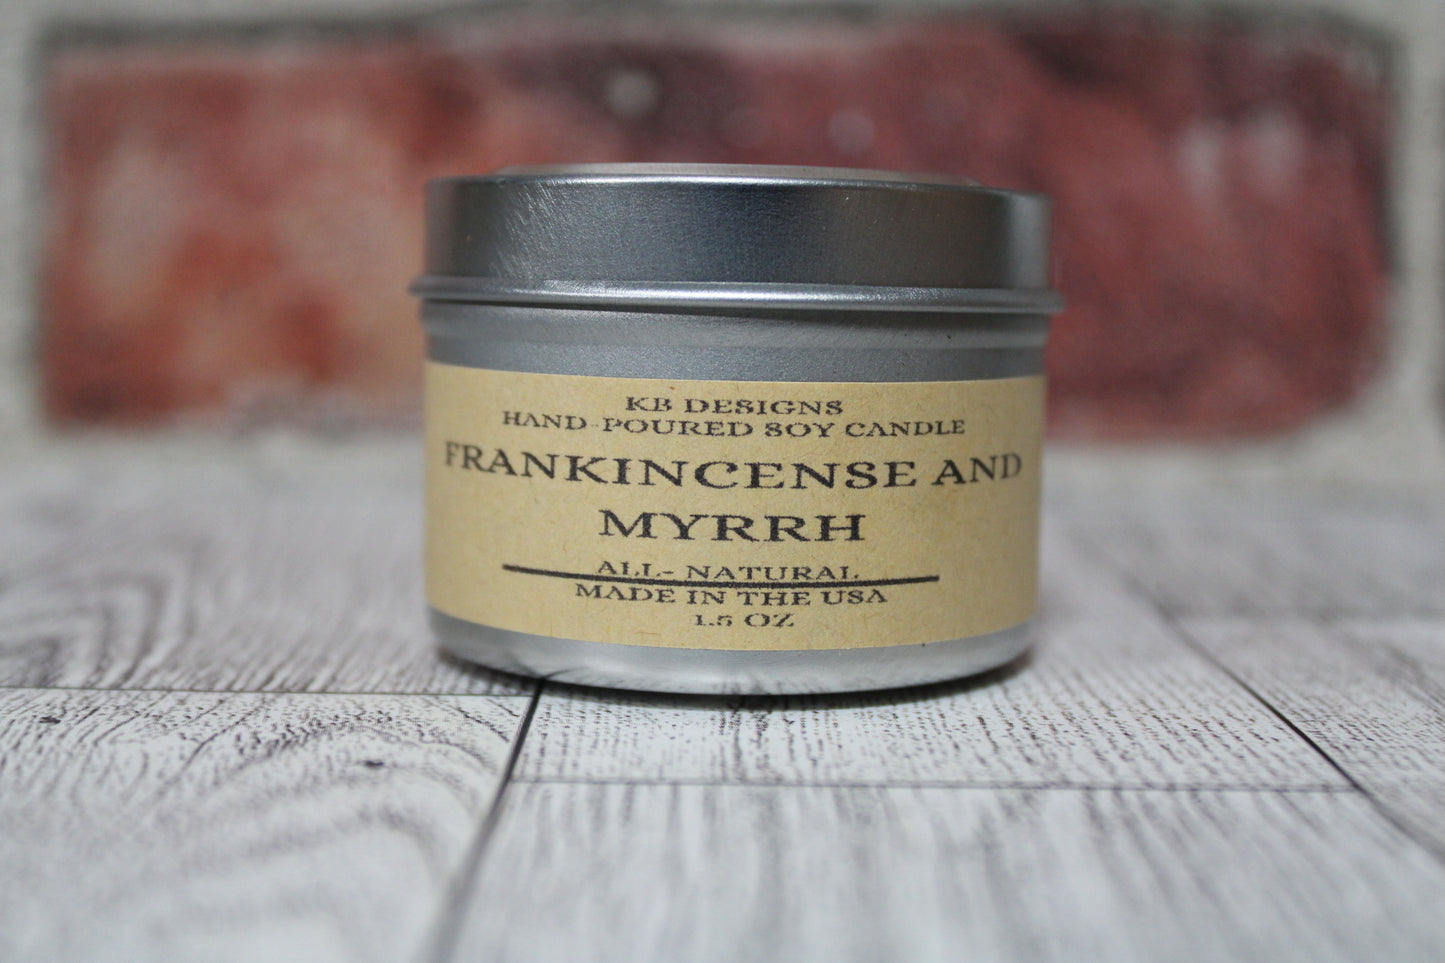 KB DESIGNS
HAND-POURED SOY CANDLE
FRANKINCENSE AND
MYRRH
ALL- NATURAL
MADE IN THE USA
1.5 OZ